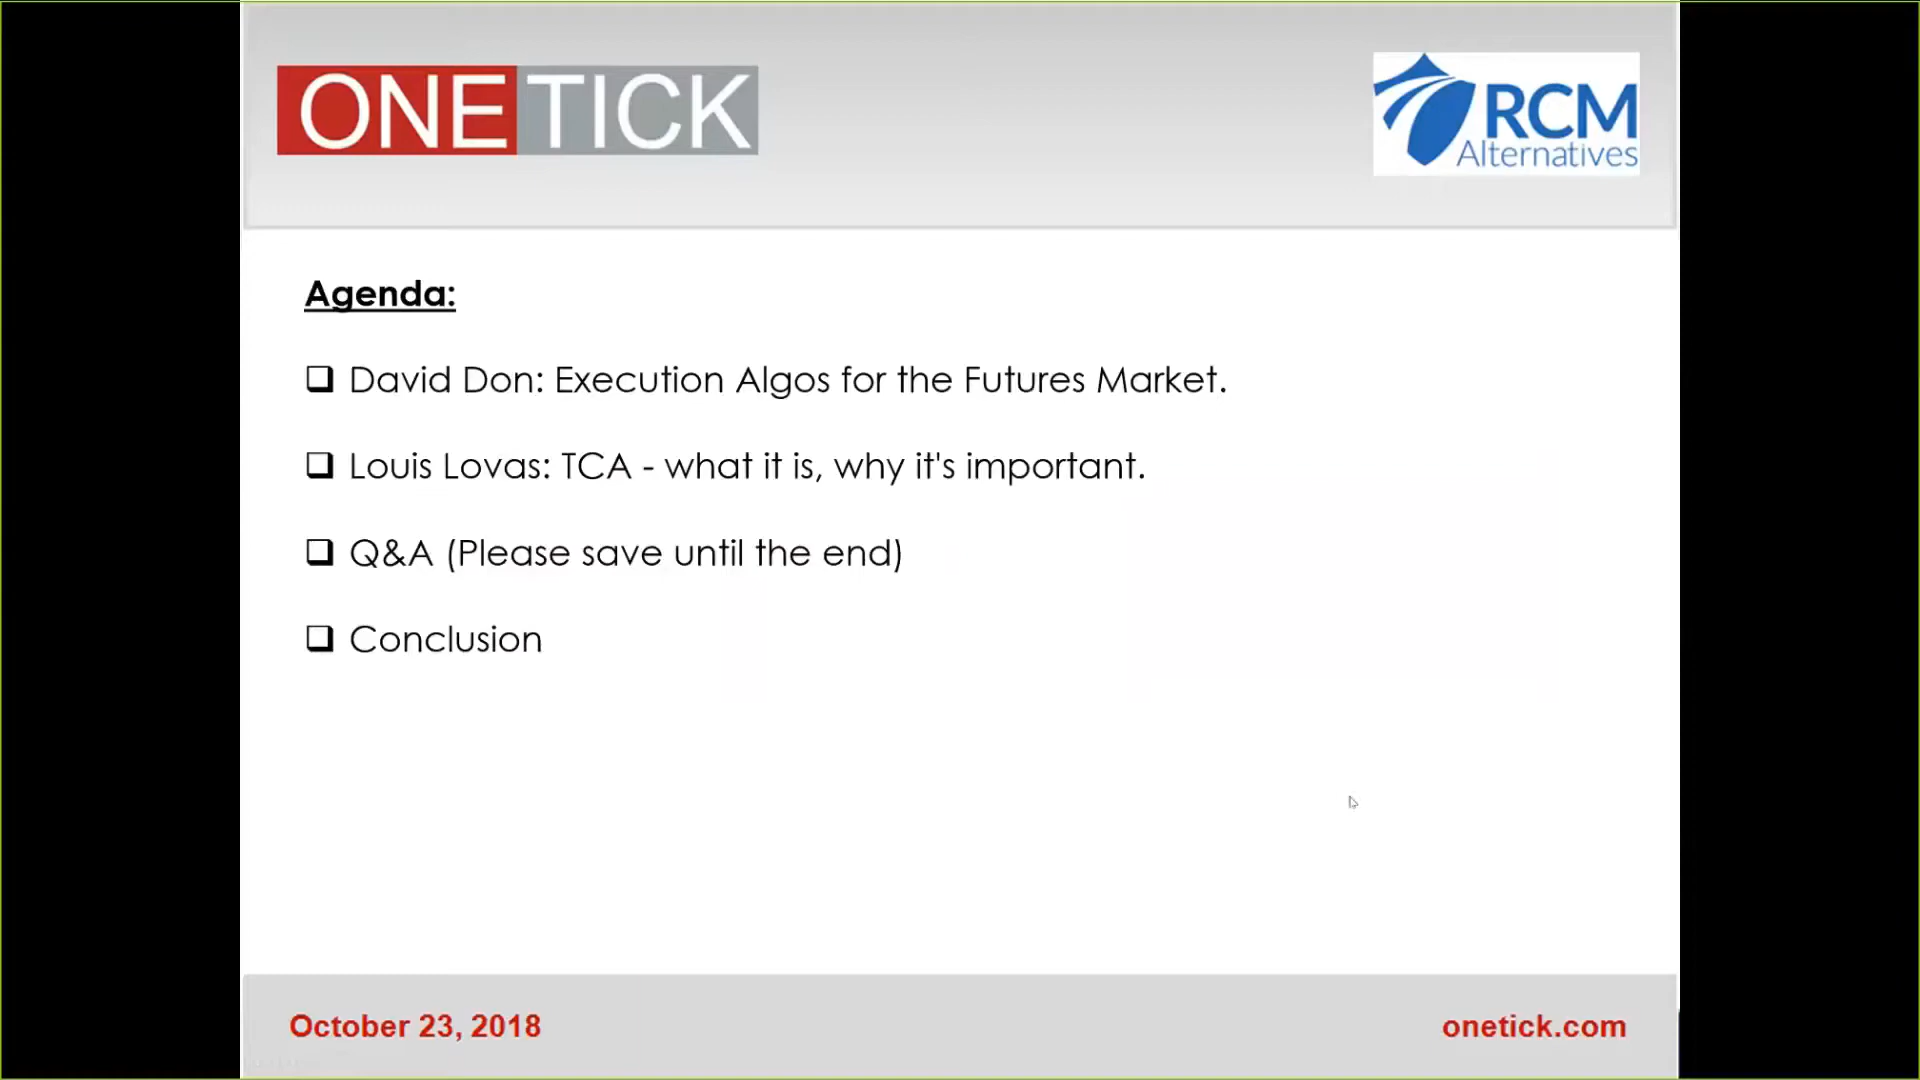 ONETICK
RCM
Alternatives
Agenda:
❑ David Don: Execution Algos for the Futures Market.
❑ Louis Lovas: TCA - what it is, why it's important.
❑ Q&A (Please save until the end)
❑ Conclusion
October 23, 2018
onetick.com